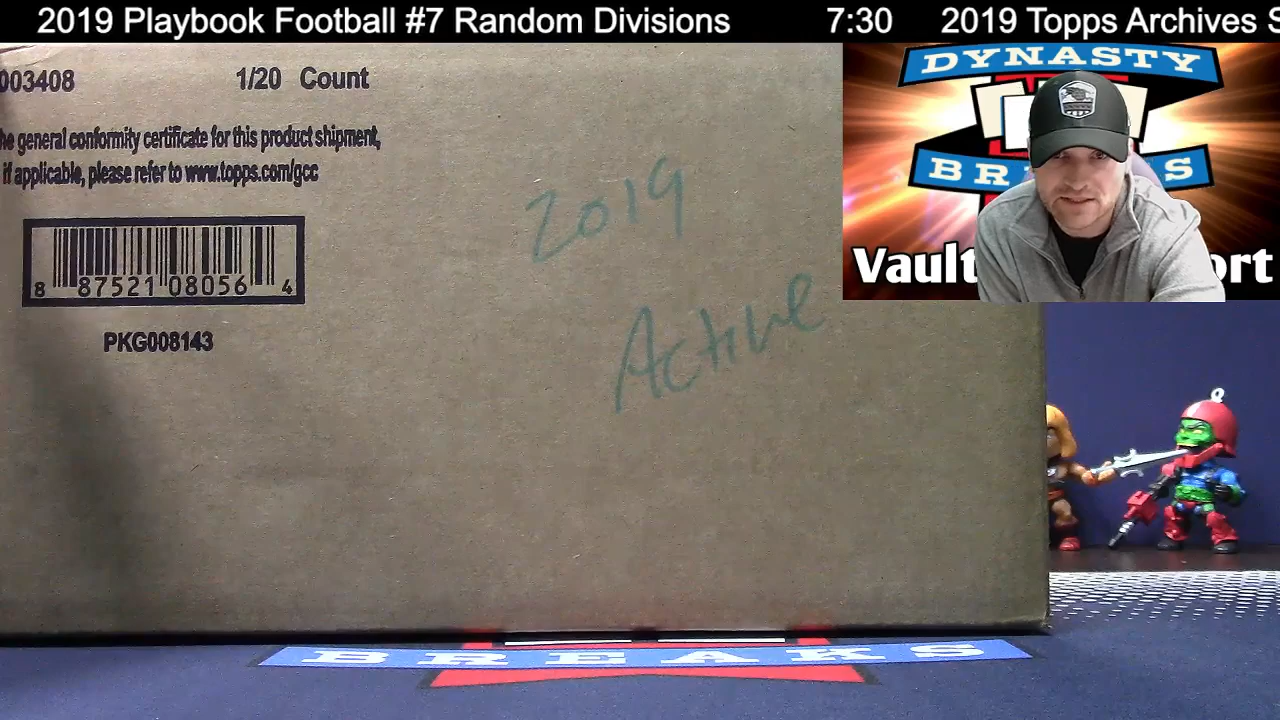 2019 Playbook Football #7 Random Divisions 7:30 2019 Topps Archives S
003408 1/20 Count
he general conformity certificate for this product shipment,
if applicable, please refer to www.topps.com/gcc
8 87521 08056 4
PKG008143
2019
Active
DYNASTY
BR S
Vault ort
BREAKS